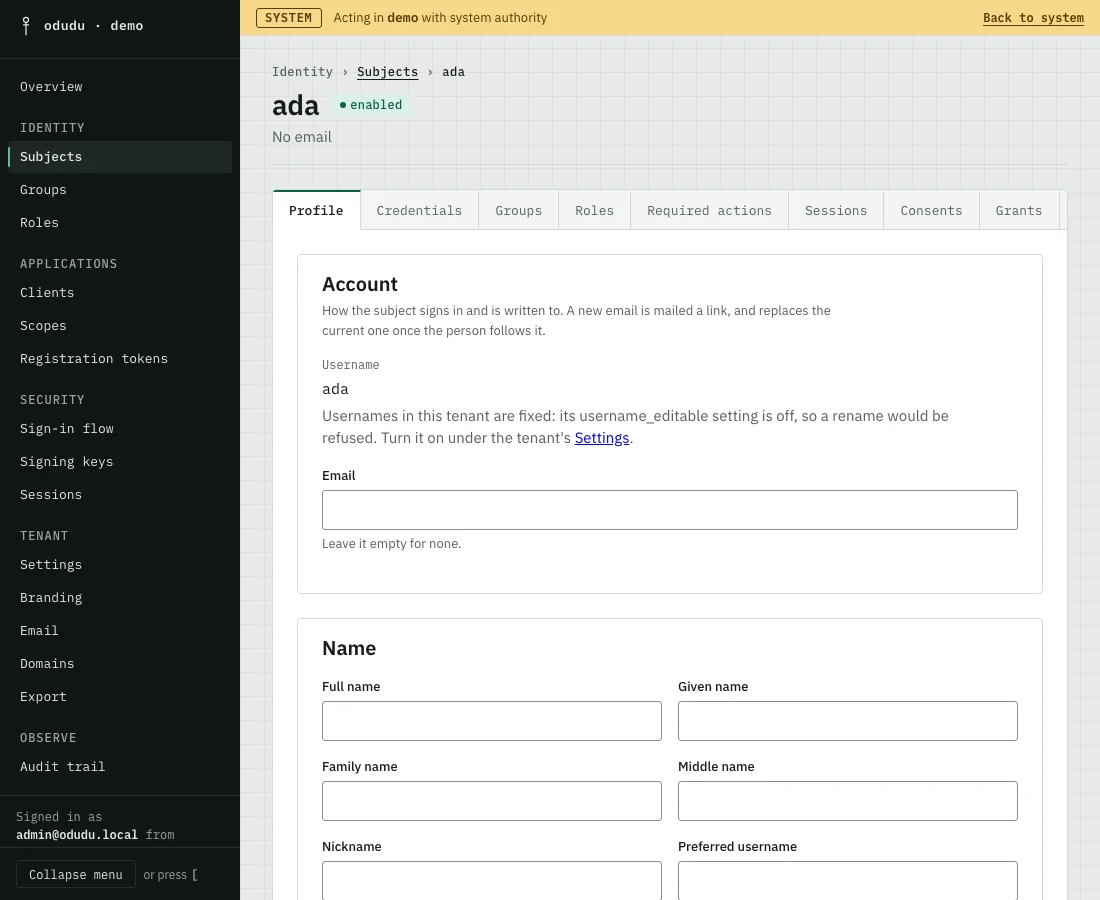 odudu · demo
SYSTEM Acting in demo with system authority Back to system
Overview
IDENTITY
Subjects
Groups
Roles
APPLICATIONS
Clients
Scopes
Registration tokens
SECURITY
Sign-in flow
Signing keys
Sessions
TENANT
Settings
Branding
Email
Domains
Export
OBSERVE
Audit trail
Signed in as
admin@odudu.local from
Collapse menu or press [
Identity › Subjects › ada
ada enabled
No email
Profile Credentials Groups Roles Required actions Sessions Consents Grants
Account
How the subject signs in and is written to. A new email is mailed a link, and replaces the
current one once the person follows it.
Username
ada
Usernames in this tenant are fixed: its username_editable setting is off, so a rename would be
refused. Turn it on under the tenant's Settings.
Email
Leave it empty for none.
Name
Full name Given name
Family name Middle name
Nickname Preferred username